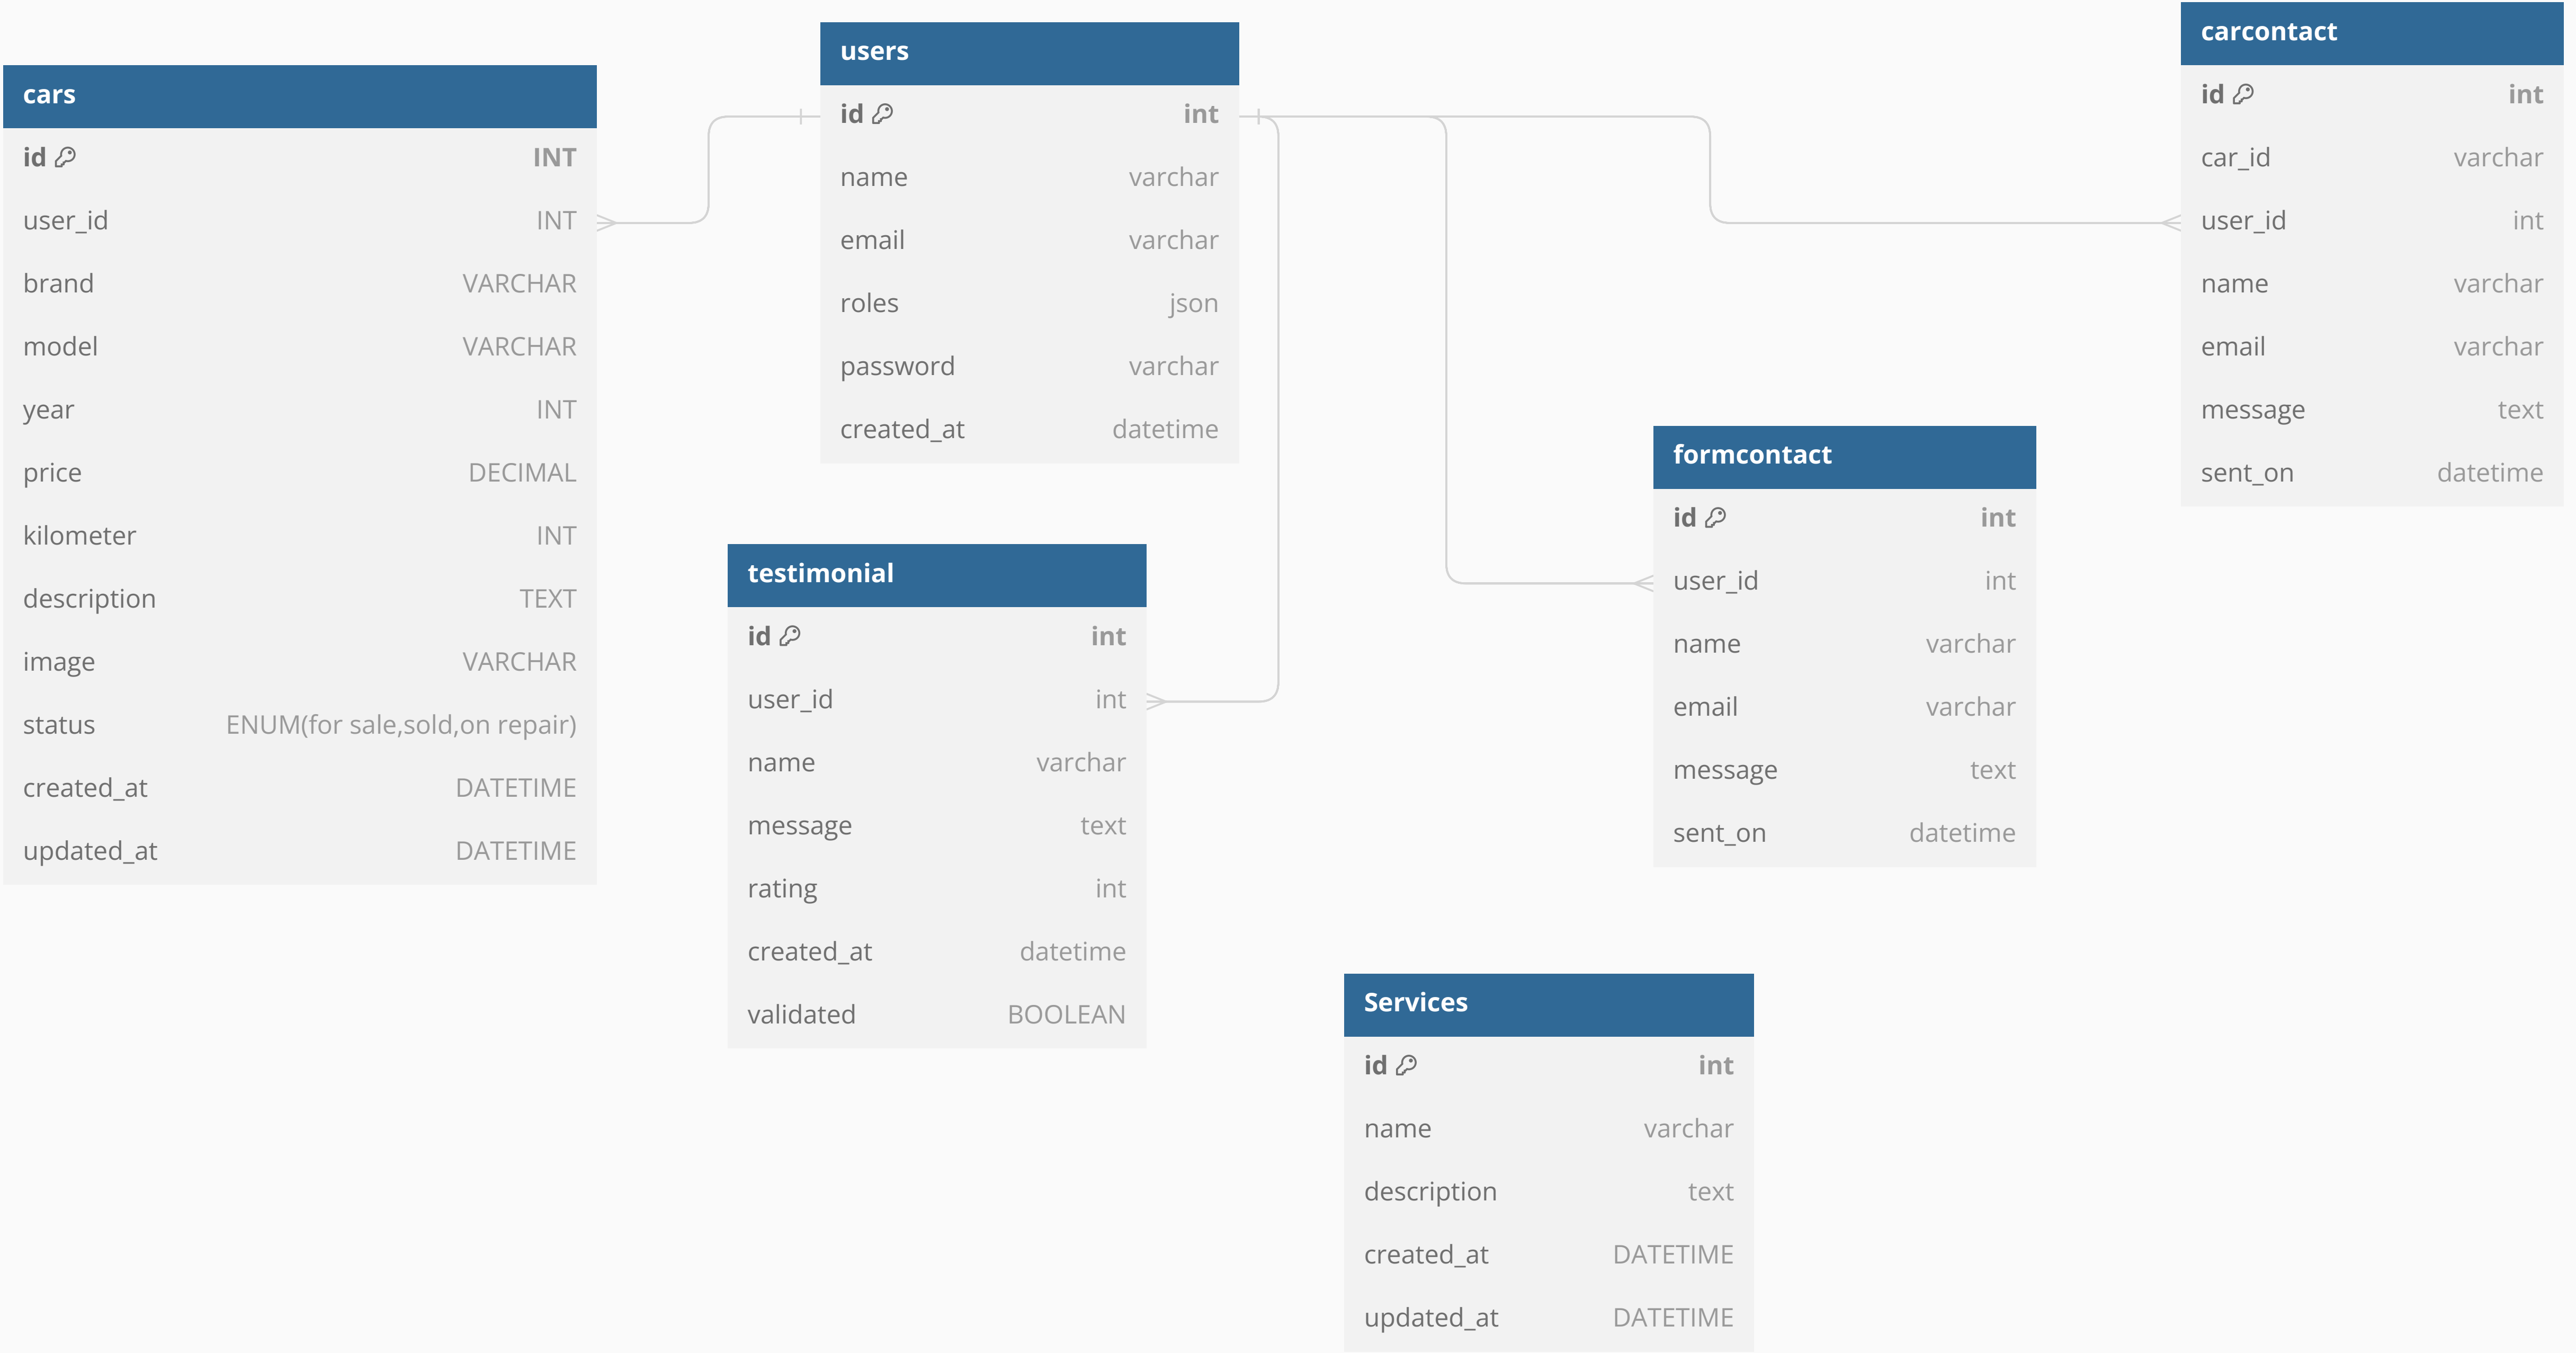 cars
id INT
user_id INT
brand VARCHAR
model VARCHAR
year INT
price DECIMAL
kilometer INT
description TEXT
image VARCHAR
status ENUM(for sale,sold,on repair)
created_at DATETIME
updated_at DATETIME
users
id int
name varchar
email varchar
roles json
password varchar
created_at datetime
testimonial
id int
user_id int
name varchar
message text
rating int
created_at datetime
validated BOOLEAN
formcontact
id int
user_id int
name varchar
email varchar
message text
sent_on datetime
Services
id int
name varchar
description text
created_at DATETIME
updated_at DATETIME
carcontact
id int
car_id varchar
user_id int
name varchar
email varchar
message text
sent_on datetime